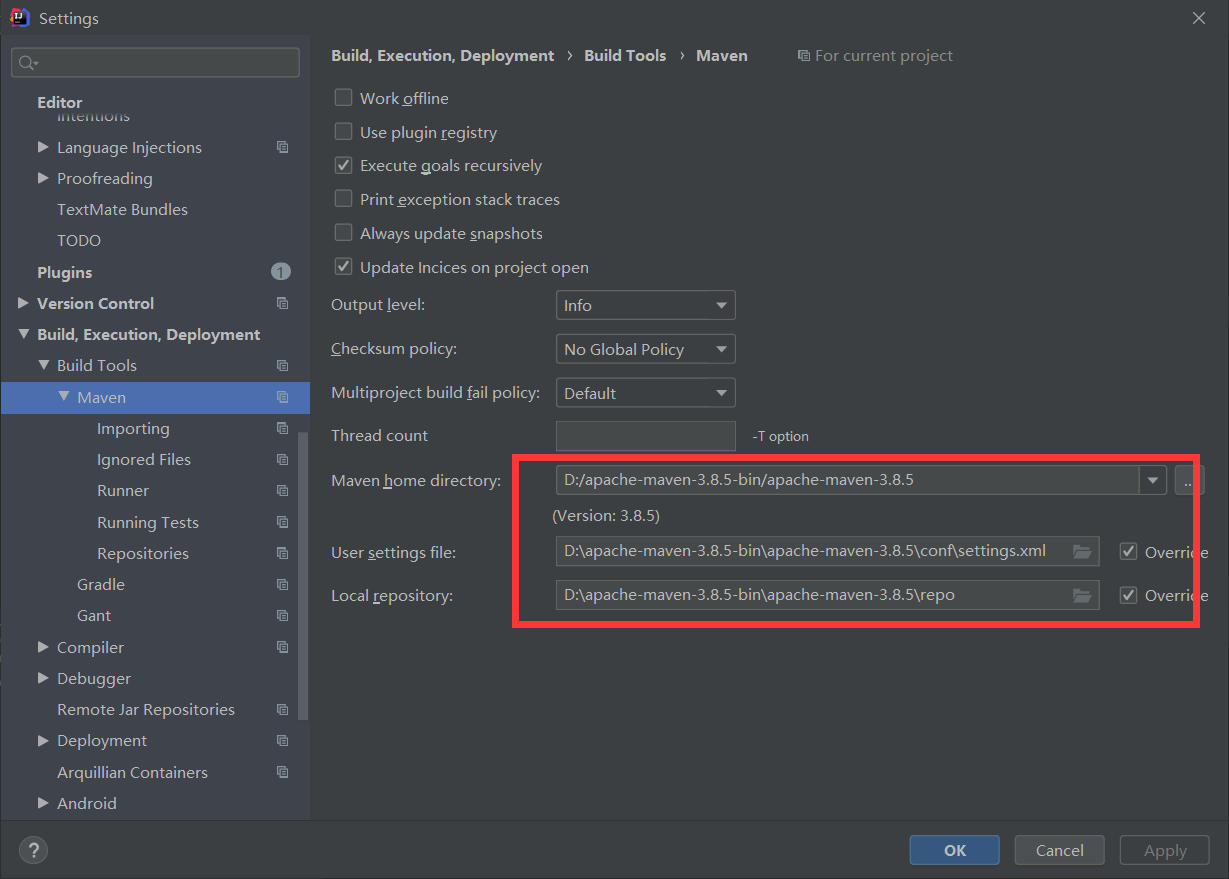 Settings
Editor
Intentions
Language Injections
Proofreading
TextMate Bundles
TODO
Plugins 1
Version Control
Build, Execution, Deployment
Build Tools
Maven
Importing
Ignored Files
Runner
Running Tests
Repositories
Gradle
Gant
Compiler
Debugger
Remote Jar Repositories
Deployment
Arquillian Containers
Android
Build, Execution, Deployment › Build Tools › Maven For current project
Work offline
Use plugin registry
Execute goals recursively
Print exception stack traces
Always update snapshots
Update Incices on project open
Output level: Info
Checksum policy: No Global Policy
Multiproject build fail policy: Default
Thread count -T option
Maven home directory: D:/apache-maven-3.8.5-bin/apache-maven-3.8.5 ...
(Version: 3.8.5)
User settings file: D:\apache-maven-3.8.5-bin\apache-maven-3.8.5\conf\settings.xml Override
Local repository: D:\apache-maven-3.8.5-bin\apache-maven-3.8.5\repo Override
? OK Cancel Apply